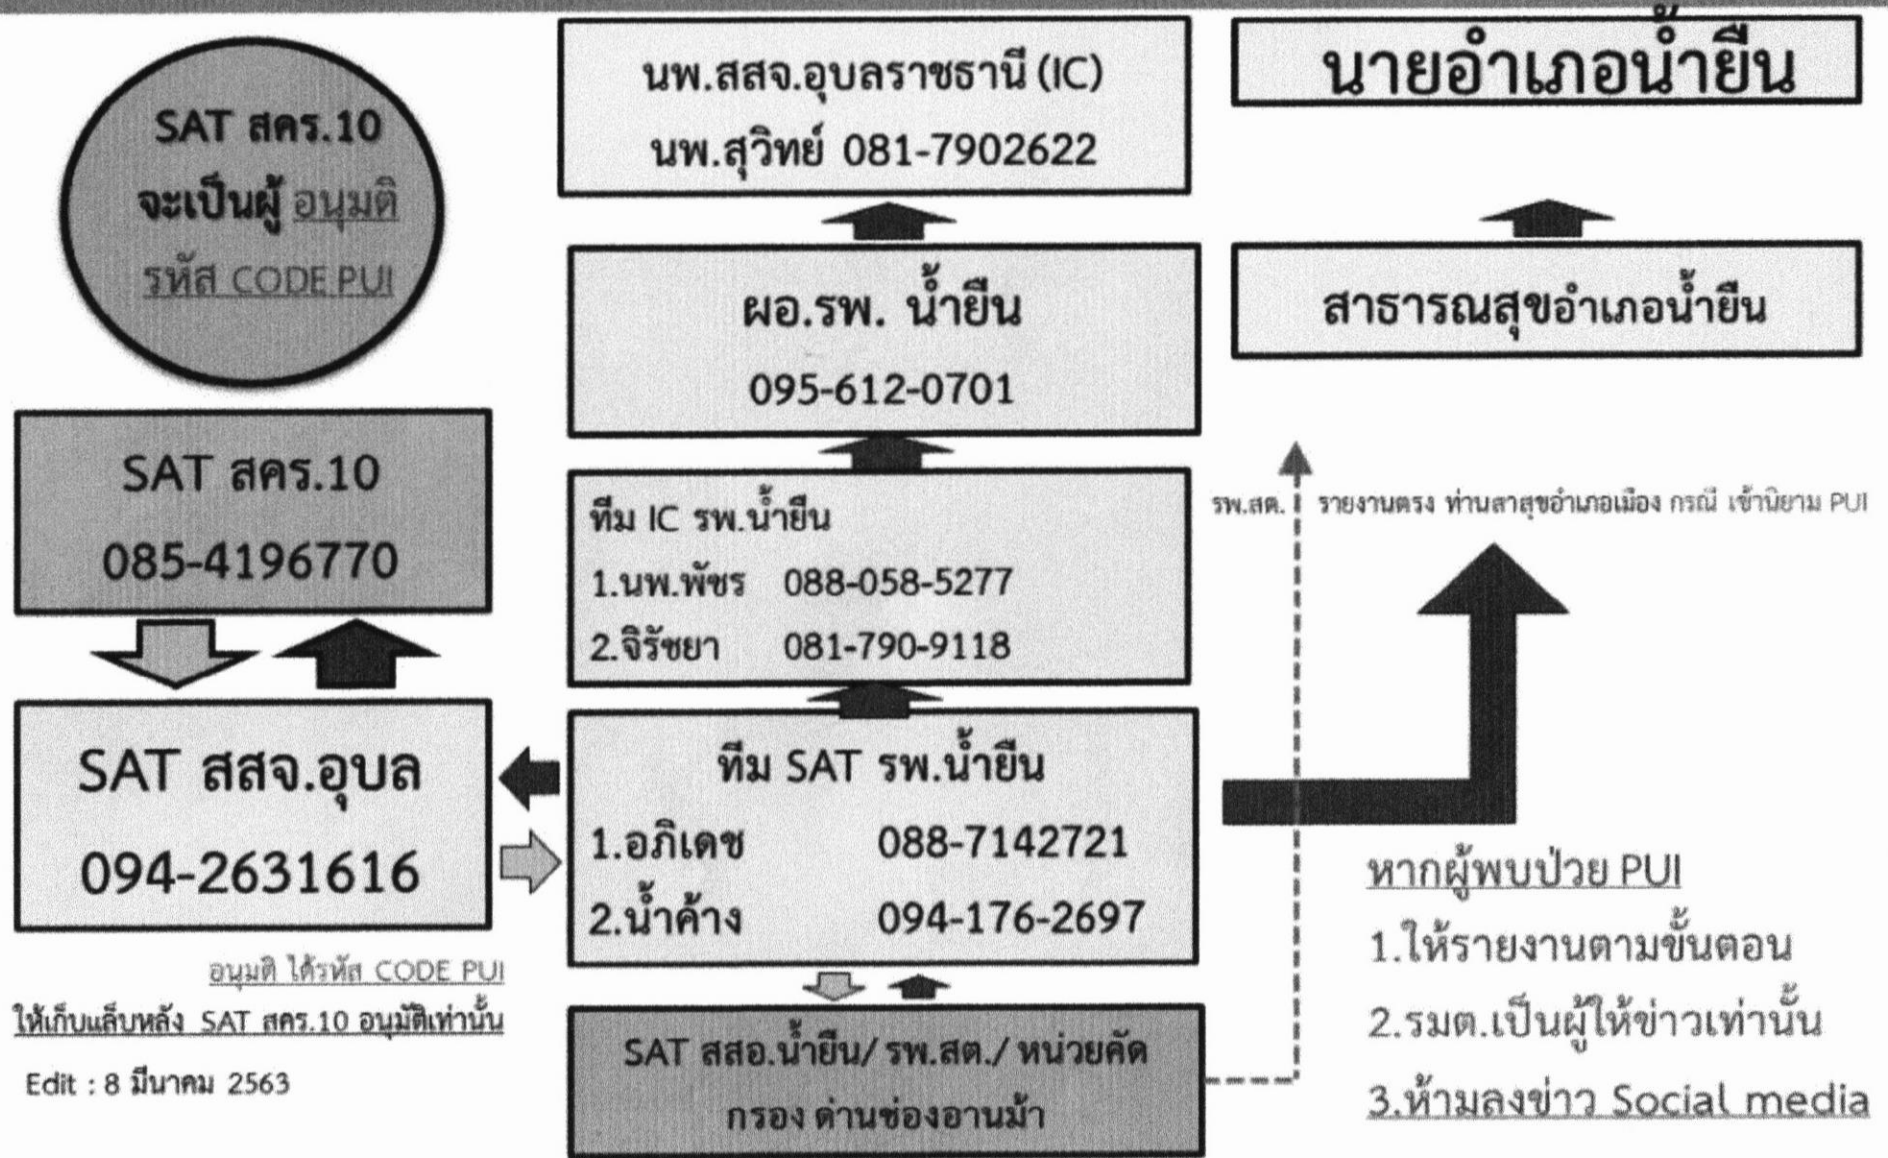 SAT สคร.10
จะเป็นผู้ อนุมติ
รหัส CODE PUI
SAT สคร.10
085-4196770
SAT สสจ.อุบล
094-2631616
อนุมติ ได้รหัส CODE PUI
ให้เก็บแล็บหลัง SAT สคร.10 อนุมัติเท่านั้น
Edit : 8 มีนาคม 2563
นพ.สสจ.อุบลราชธานี (IC)
นพ.สุวิทย์ 081-7902622
ผอ.รพ. น้ำยืน
095-612-0701
ทีม IC รพ.น้ำยืน
1.นพ.พัชร 088-058-5277
2.จิรัชยา 081-790-9118
ทีม SAT รพ.น้ำยืน
1.อภิเดช 088-7142721
2.น้ำค้าง 094-176-2697
SAT สสอ.น้ำยืน/ รพ.สต./ หน่วยคัด
กรอง ด่านช่องอานม้า
นายอำเภอน้ำยืน
สาธารณสุขอำเภอน้ำยืน
รพ.สต. รายงานตรง ท่านสาสุขอำเภอเมือง กรณี เข้านิยาม PUI
หากผู้พบป่วย PUI
1.ให้รายงานตามขั้นตอน
2.รมต.เป็นผู้ให้ข่าวเท่านั้น
3.ห้ามลงข่าว Social media